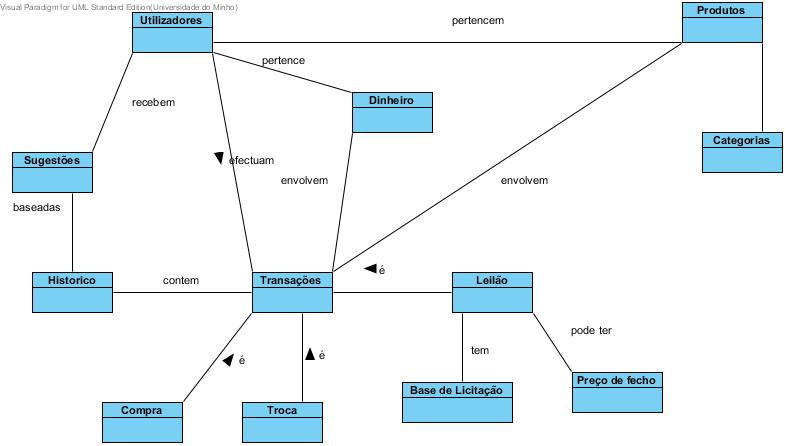 Visual Paradigm for UML Standard Edition(Universidade do Minho)
Utilizadores
pertencem
Produtos
pertence
Dinheiro
recebem
Categorias
Sugestões
efectuam
envolvem
envolvem
baseadas
Historico
contem
Transações
é
Leilão
é
é
tem
pode ter
Compra
Troca
Base de Licitação
Preço de fecho